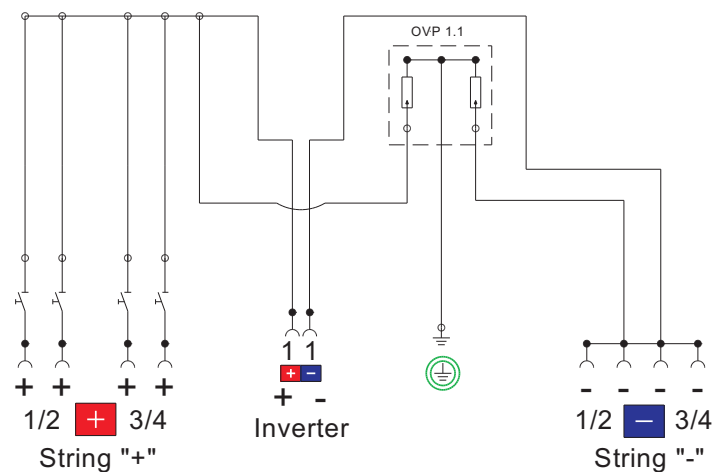 OVP 1.1
1 1
+ -
+ -
Inverter
+ + + +
1/2 + 3/4
String "+"
- - - -
1/2 - 3/4
String "-"